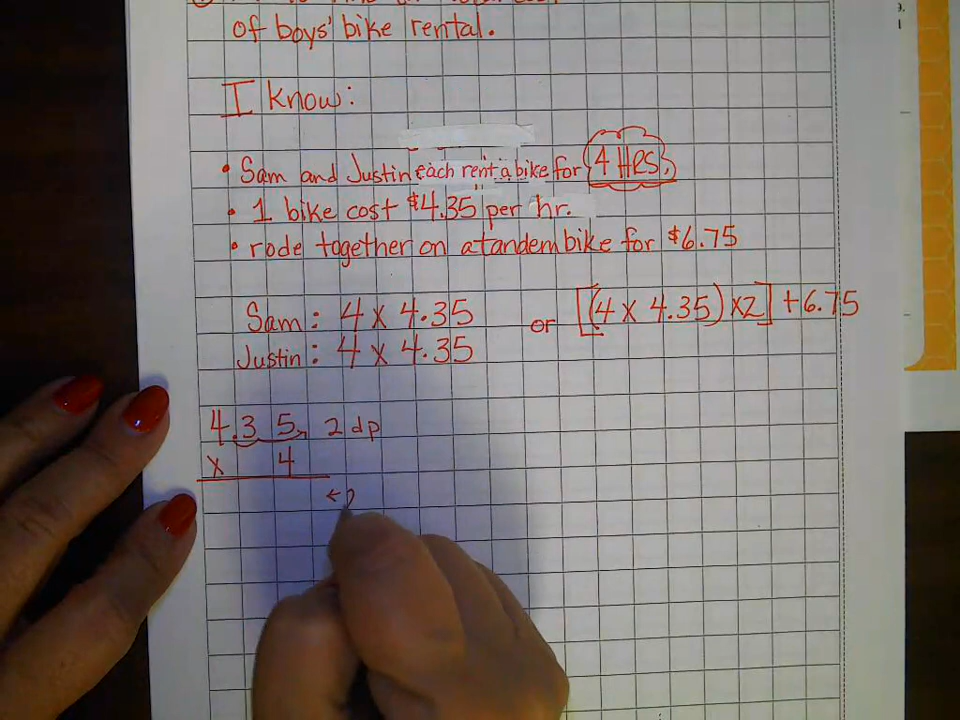 of boys' bike rental.
I know:
• Sam and Justin each rent a bike for 4 Hrs.
• 1 bike cost $4.35 per hr.
• rode together on a tandem bike for $6.75
Sam: 4 x 4.35 or [(4 x 4.35) x2] + 6.75
Justin: 4 x 4.35
4.35 2 dp
x 4
←2